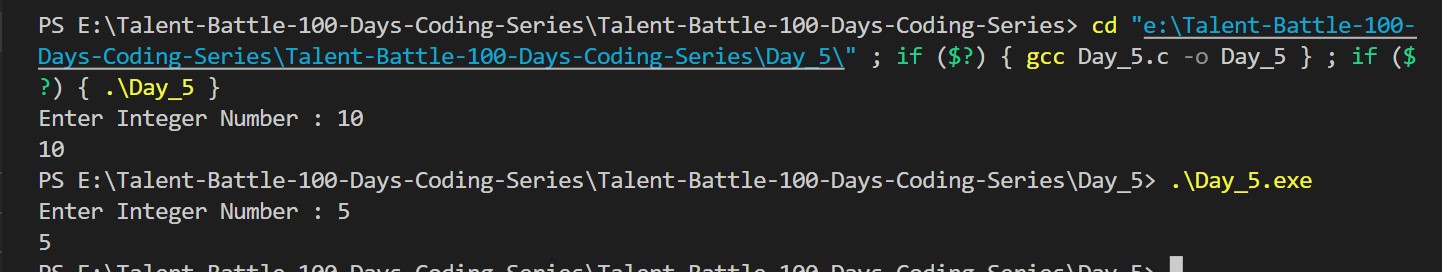 PS E:\Talent-Battle-100-Days-Coding-Series\Talent-Battle-100-Days-Coding-Series> cd "e:\Talent-Battle-100-
Days-Coding-Series\Talent-Battle-100-Days-Coding-Series\Day_5\" ; if ($?) { gcc Day_5.c -o Day_5 } ; if ($
?) { .\Day_5 }
Enter Integer Number : 10
10
PS E:\Talent-Battle-100-Days-Coding-Series\Talent-Battle-100-Days-Coding-Series\Day_5> .\Day_5.exe
Enter Integer Number : 5
5
PS E:\Talent-Battle-100-Days-Coding-Series\Talent-Battle-100-Days-Coding-Series\Day_5>